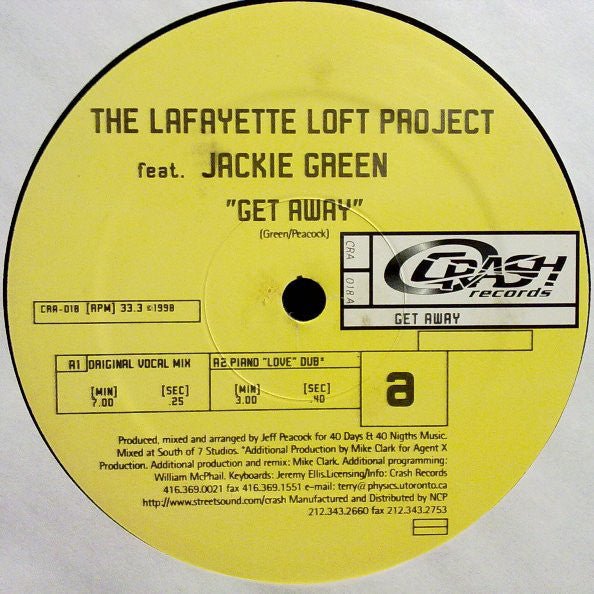 THE LAFAYETTE LOFT PROJECT
feat. JACKIE GREEN
"GET AWAY"
(Green/Peacock)
CRA 018A
CRASH
records
GET AWAY
CRA-018 [RPM] 33.3 ©1998
A1 ORIGINAL VOCAL MIX
[MIN] [SEC]
7.00 .25
A2 PIANO "LOVE" DUB*
[MIN] [SEC]
3.00 .40
a
Produced, mixed and arranged by Jeff Peacock for 40 Days & 40 Nigths Music.
Mixed at South of 7 Studios. *Additional Production by Mike Clark for Agent X
Production. Additional production and remix: Mike Clark. Additional programming:
William McPhail. Keyboards: Jeremy Ellis.Licensing/Info: Crash Records
416.369.0021 fax 416.369.1551 e-mail: terry@physics.utoronto.ca
http://www.streetsound.com/crash Manufactured and Distributed by NCP
212.343.2660 fax 212.343.2753